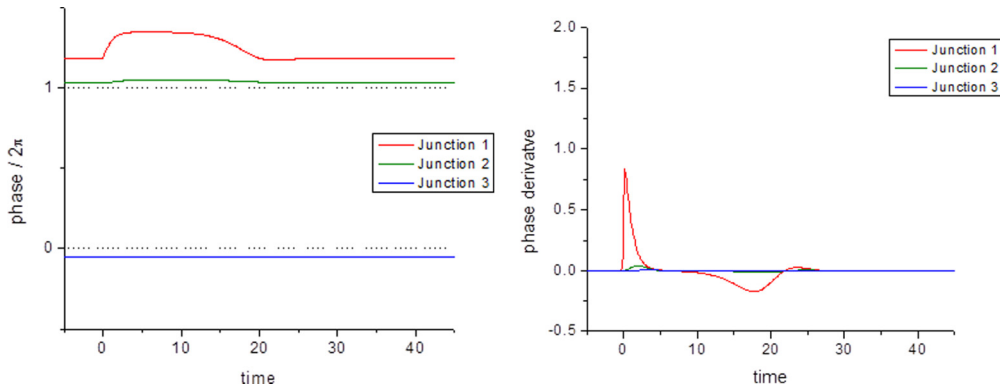 phase / 2π
1
0
0
10
20
30
40
time
Junction 1
Junction 2
Junction 3
phase derivatve
2.0
1.5
1.0
0.5
0.0
-0.5
0
10
20
30
40
time
Junction 1
Junction 2
Junction 3